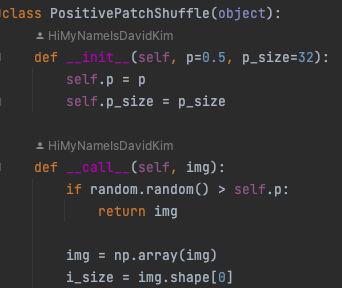 class PositivePatchShuffle(object):
HiMyNameIsDavidKim
def __init__(self, p=0.5, p_size=32):
self.p = p
self.p_size = p_size
HiMyNameIsDavidKim
def __call__(self, img):
if random.random() > self.p:
return img
img = np.array(img)
i_size = img.shape[0]